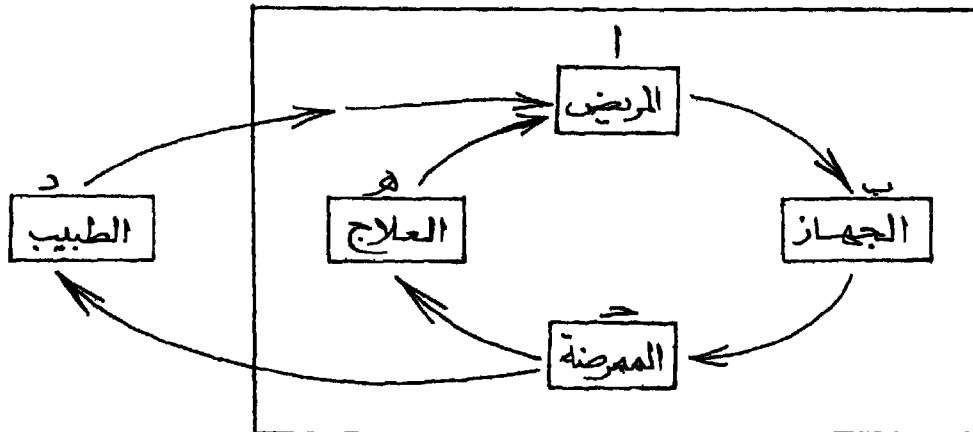 ا
المريض
ب
الجهاز
د
الطبيب
هـ
العلاج
حـ
الممرضة